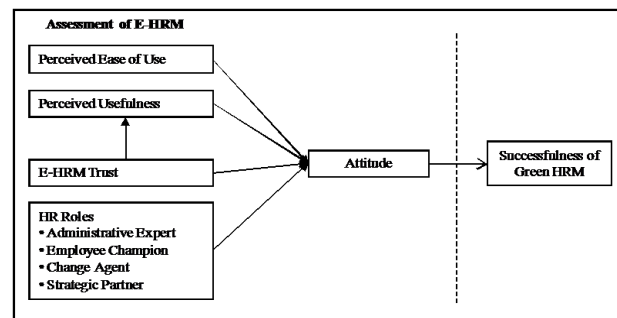 Assessment of E-HRM
Perceived Ease of Use
Perceived Usefulness
E-HRM Trust
HR Roles
• Administrative Expert
• Employee Champion
• Change Agent
• Strategic Partner
Attitude
Successfulness of
Green HRM